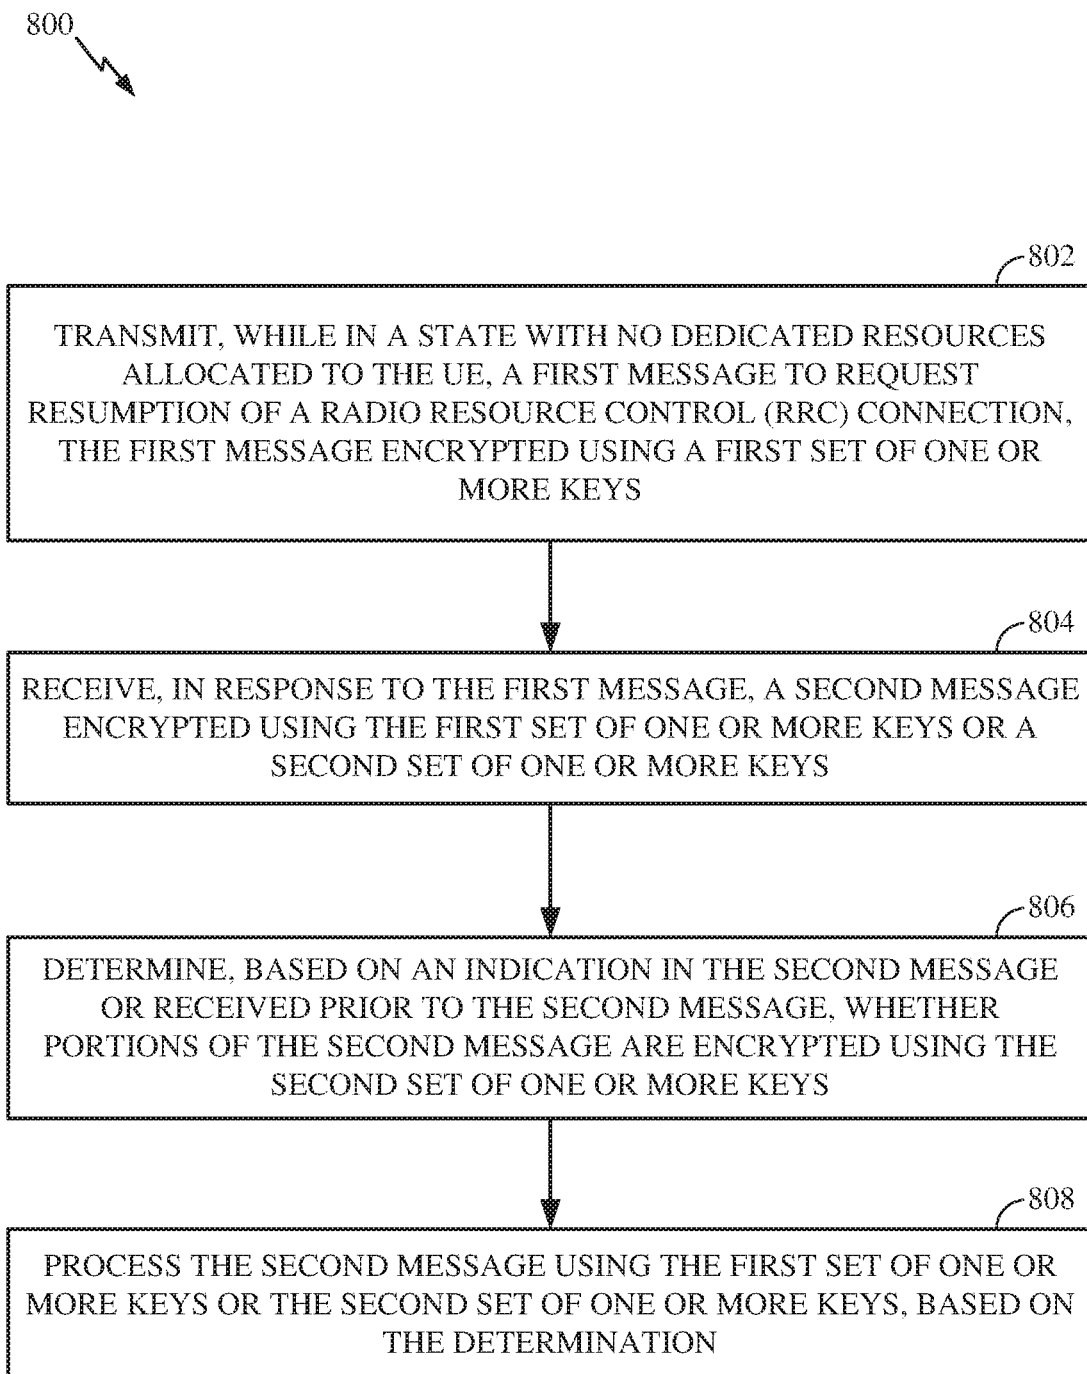 800
802
TRANSMIT, WHILE IN A STATE WITH NO DEDICATED RESOURCES
ALLOCATED TO THE UE, A FIRST MESSAGE TO REQUEST
RESUMPTION OF A RADIO RESOURCE CONTROL (RRC) CONNECTION,
THE FIRST MESSAGE ENCRYPTED USING A FIRST SET OF ONE OR
MORE KEYS
804
RECEIVE, IN RESPONSE TO THE FIRST MESSAGE, A SECOND MESSAGE
ENCRYPTED USING THE FIRST SET OF ONE OR MORE KEYS OR A
SECOND SET OF ONE OR MORE KEYS
806
DETERMINE, BASED ON AN INDICATION IN THE SECOND MESSAGE
OR RECEIVED PRIOR TO THE SECOND MESSAGE, WHETHER
PORTIONS OF THE SECOND MESSAGE ARE ENCRYPTED USING THE
SECOND SET OF ONE OR MORE KEYS
808
PROCESS THE SECOND MESSAGE USING THE FIRST SET OF ONE OR
MORE KEYS OR THE SECOND SET OF ONE OR MORE KEYS, BASED ON
THE DETERMINATION